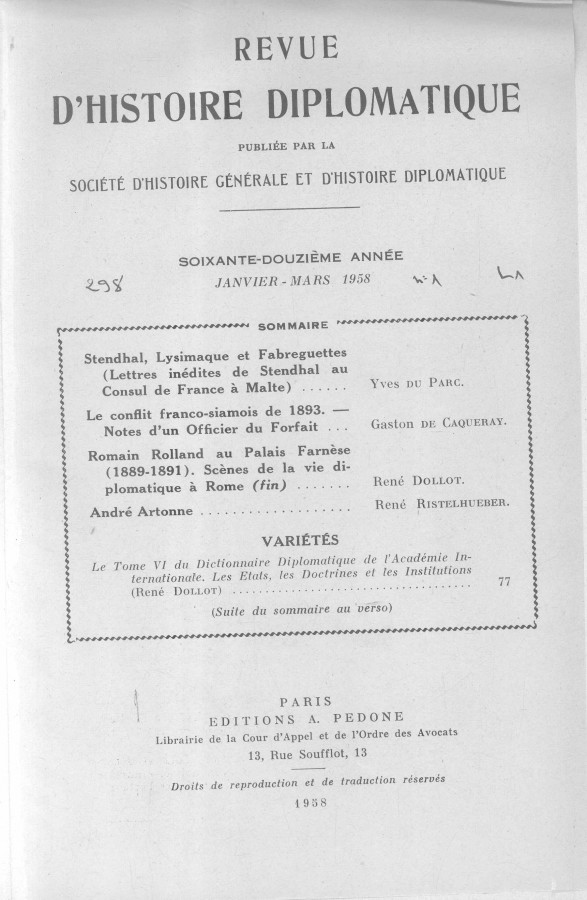 REVUE
D'HISTOIRE DIPLOMATIQUE
PUBLIÉE PAR LA
SOCIÉTÉ D'HISTOIRE GÉNÉRALE ET D'HISTOIRE DIPLOMATIQUE
SOIXANTE-DOUZIÈME ANNÉE
298 JANVIER - MARS 1958
SOMMAIRE
Stendhal, Lysimaque et Fabreguettes
(Lettres inédites de Stendhal au
Consul de France à Malte) ...... Yves DU PARC.
Le conflit franco-siamois de 1893. —
Notes d'un Officier du Forfait ... Gaston DE CAQUERAY.
Romain Rolland au Palais Farnèse
(1889-1891). Scènes de la vie di-
plomatique à Rome (fin) ....... René DOLLOT.
André Artonne ................... René RISTELHUEBER.
VARIÉTÉS
Le Tome VI du Dictionnaire Diplomatique de l'Académie In-
ternationale. Les Etats, les Doctrines et les Institutions
(René DOLLOT) .................................... 77
(Suite du sommaire au verso)
PARIS
EDITIONS A. PEDONE
Librairie de la Cour d'Appel et de l'Ordre des Avocats
13, Rue Soufflot, 13
Droits de reproduction et de traduction réservés
1958